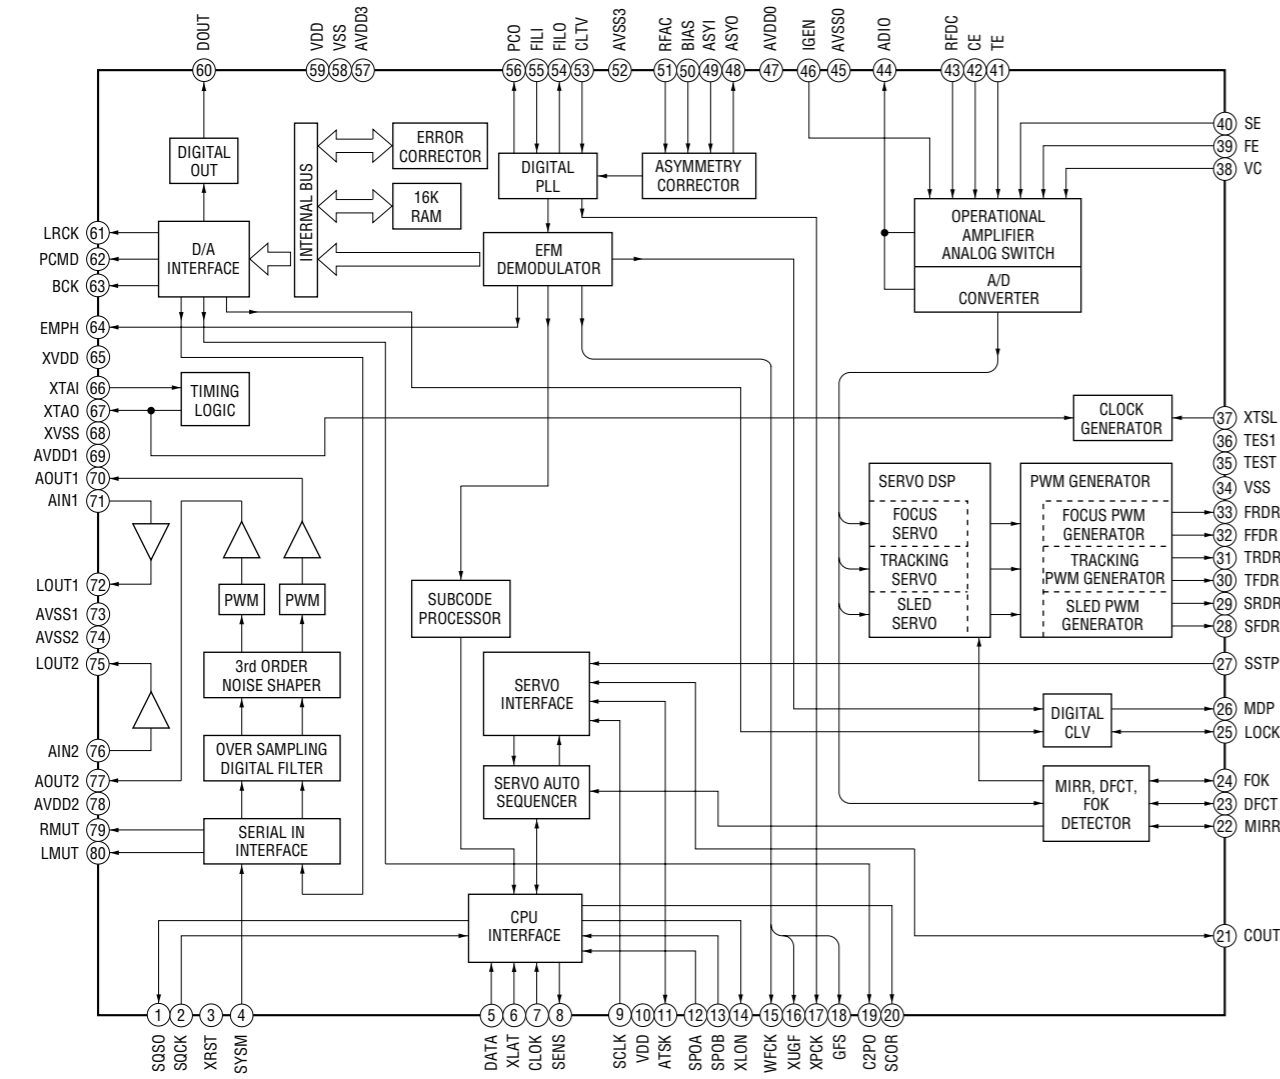 DOUT
VDD
VSS
AVDD3
PCO
FILI
FILO
CLTV
AVSS3
RFAC
BIAS
ASYI
ASYO
AVDD0
IGEN
AVSS0
ADIO
RFDC
CE
TE
60
59
58
57
56
55
54
53
52
51
50
49
48
47
46
45
44
43
42
41
40 SE
39 FE
38 VC
DIGITAL
OUT
INTERNAL BUS
ERROR
CORRECTOR
16K
RAM
DIGITAL
PLL
ASYMMETRY
CORRECTOR
OPERATIONAL
AMPLIFIER
ANALOG SWITCH
A/D
CONVERTER
D/A
INTERFACE
EFM
DEMODULATOR
LRCK 61
PCMD 62
BCK 63
EMPH 64
XVDD 65
XTAI 66
XTAO 67
XVSS 68
AVDD1 69
AOUT1 70
AIN1 71
LOUT1 72
AVSS1 73
AVSS2 74
LOUT2 75
AIN2 76
AOUT2 77
AVDD2 78
RMUT 79
LMUT 80
TIMING
LOGIC
CLOCK
GENERATOR
37 XTSL
36 TES1
35 TEST
34 VSS
33 FRDR
32 FFDR
31 TRDR
30 TFDR
29 SRDR
28 SFDR
27 SSTP
26 MDP
25 LOCK
24 FOK
23 DFCT
22 MIRR
21 COUT
SERVO DSP
FOCUS
SERVO
TRACKING
SERVO
SLED
SERVO
PWM GENERATOR
FOCUS PWM
GENERATOR
TRACKING
PWM GENERATOR
SLED PWM
GENERATOR
PWM
PWM
SUBCODE
PROCESSOR
3rd ORDER
NOISE SHAPER
SERVO
INTERFACE
DIGITAL
CLV
OVER SAMPLING
DIGITAL FILTER
SERVO AUTO
SEQUENCER
MIRR, DFCT,
FOK
DETECTOR
SERIAL IN
INTERFACE
CPU
INTERFACE
1
2
3
4
5
6
7
8
9
10
11
12
13
14
15
16
17
18
19
20
SQSO
SQCK
XRST
SYSM
DATA
XLAT
CLOK
SENS
SCLK
VDD
ATSK
SPOA
SPOB
XLON
WFCK
XUGF
XPCK
GFS
C2PO
SCOR